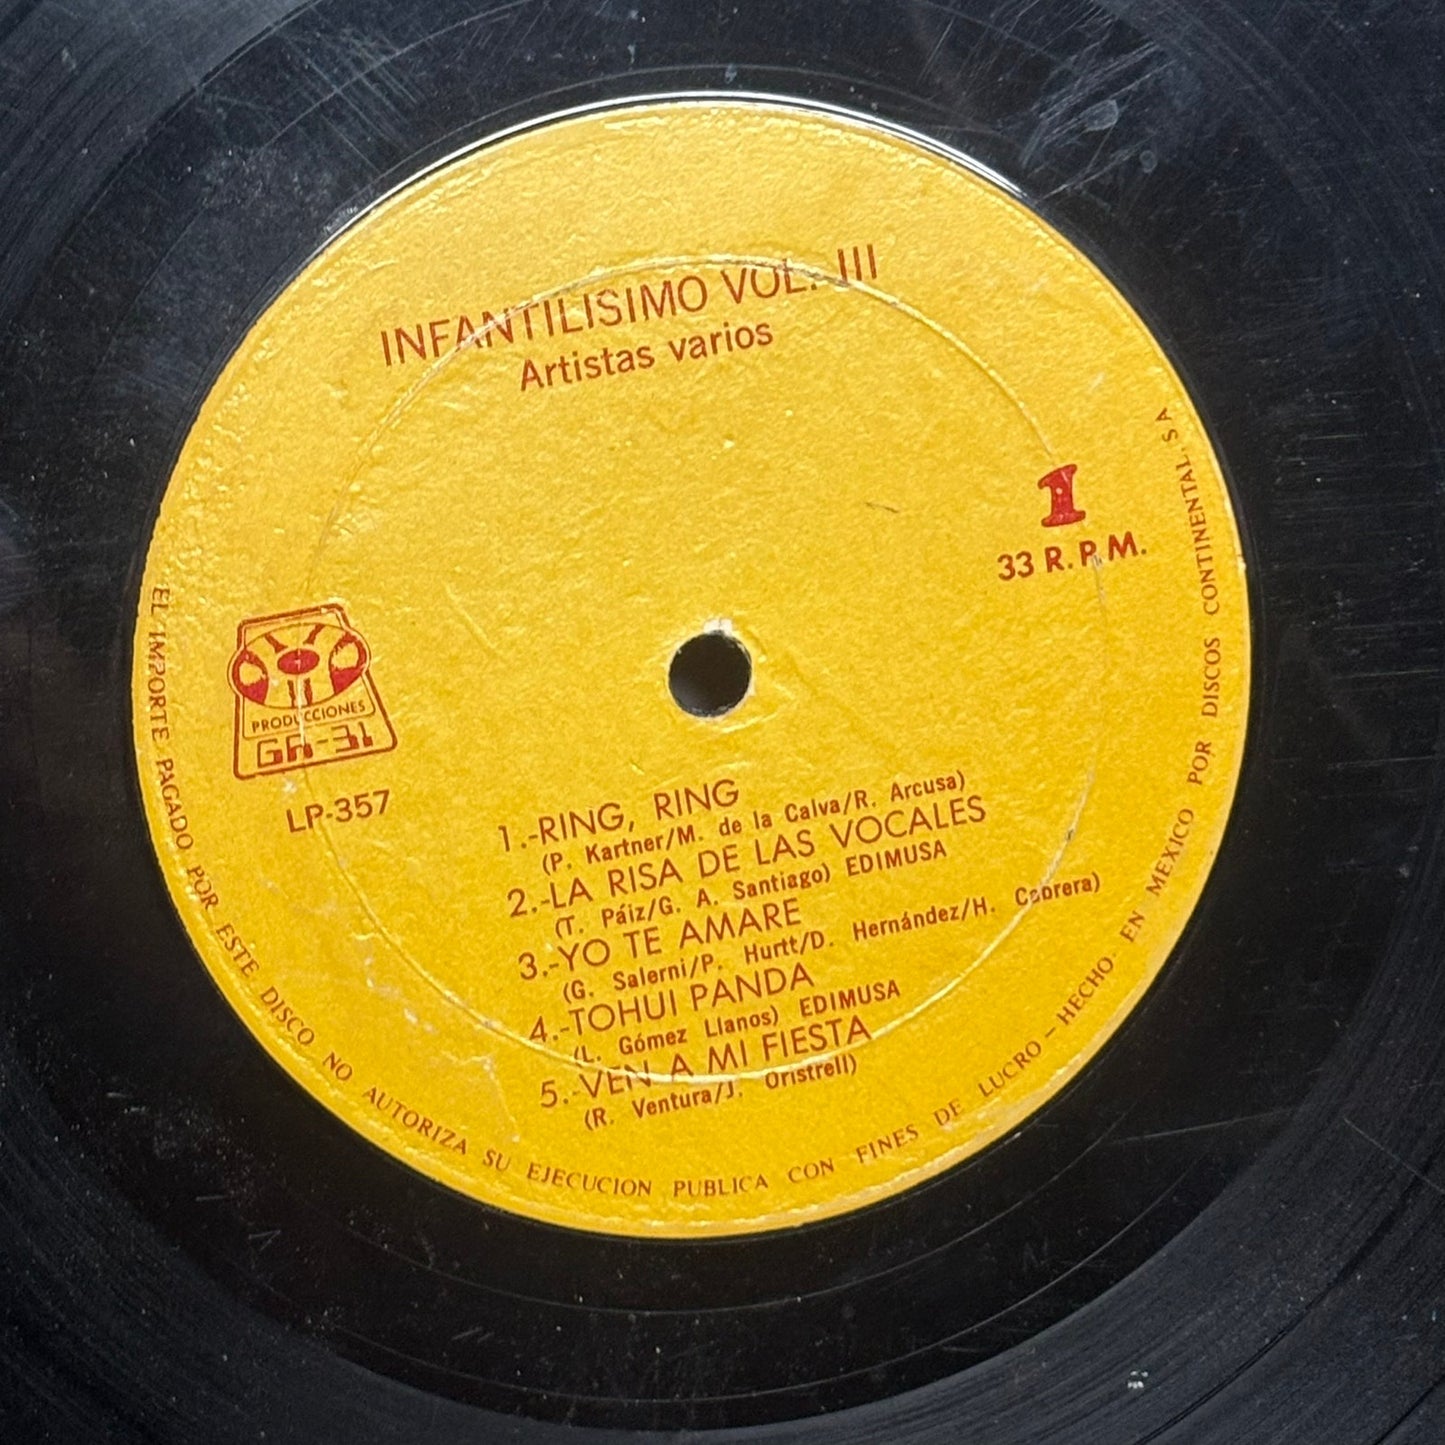 INFANTILISIMO VOL. III
Artistas varios
1
33 R.P.M.
PRODUCCIONES
GA-31
LP-357
1.-RING, RING
(P. Kartner/M. de la Calva/R. Arcusa)
2.-LA RISA DE LAS VOCALES
(T. Páiz/G. A. Santiago) EDIMUSA
3.-YO TE AMARE
(G. Salerni/P. Hurtt/D. Hernández/H. Cabrera)
4.-TOHUI PANDA
(L. Gómez Llanos) EDIMUSA
5.-VEN A MI FIESTA
(R. Ventura/J. Oristrell)
EL IMPORTE PAGADO POR ESTE DISCO NO AUTORIZA SU EJECUCION PUBLICA CON FINES DE LUCRO - HECHO EN MEXICO POR DISCOS CONTINENTAL, S A